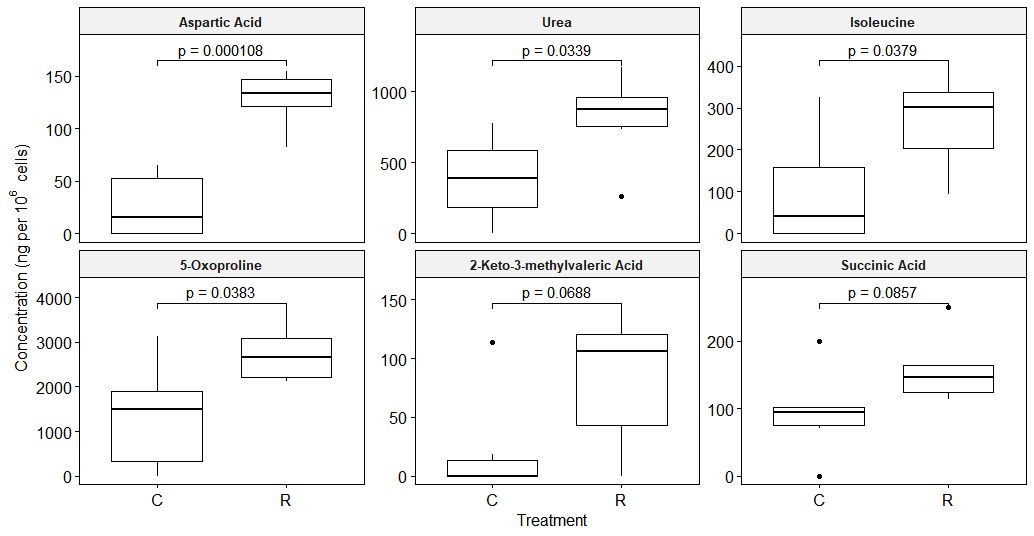 Aspartic Acid
Urea
Isoleucine
p = 0.000108
p = 0.0339
p = 0.0379
150
100
50
0
1000
500
0
400
300
200
100
0
Concentration (ng per 10⁶ cells)
5-Oxoproline
2-Keto-3-methylvaleric Acid
Succinic Acid
p = 0.0383
p = 0.0688
p = 0.0857
4000
3000
2000
1000
0
150
100
50
0
200
100
0
C R
C R
C R
Treatment